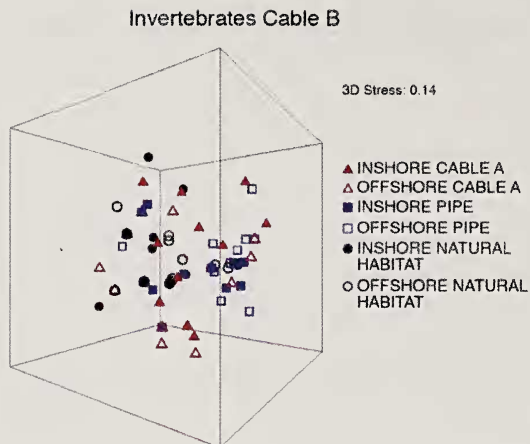 Invertebrates Cable B
3D Stress: 0.14
INSHORE CABLE A
OFFSHORE CABLE A
INSHORE PIPE
OFFSHORE PIPE
INSHORE NATURAL
HABITAT
OFFSHORE NATURAL
HABITAT